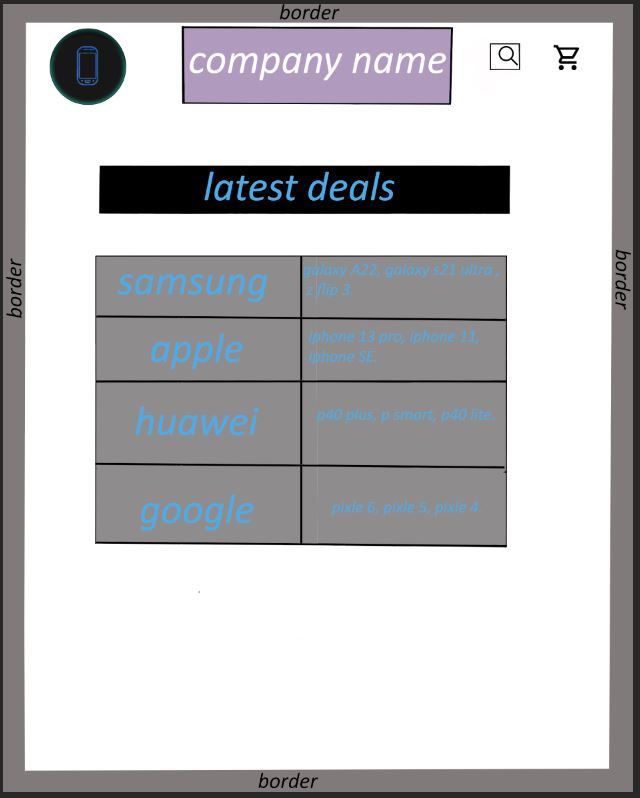 border
company name
latest deals
border
border
samsung
galaxy A22, galaxy s21 ultra ,
z flip 3.
apple
iphone 13 pro, iphone 11,
iphone SE.
huawei
p40 plus, p smart, p40 lite.
google
pixle 6, pixle 5, pixle 4.
border